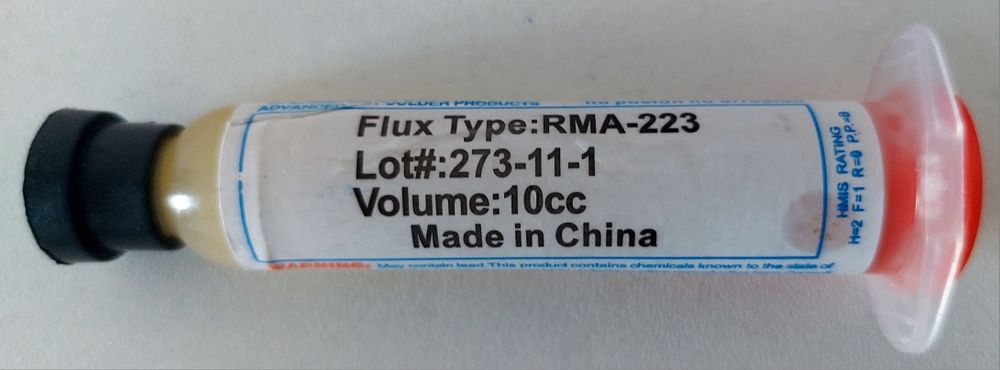 ADVANCED SOLDER PRODUCTS
Flux Type:RMA-223
Lot#:273-11-1
Volume:10cc
Made in China
HMIS RATING
H=2 F=1 R=0 P.P.=B
WARNING: May contain lead This product contains chemicals known to the state of